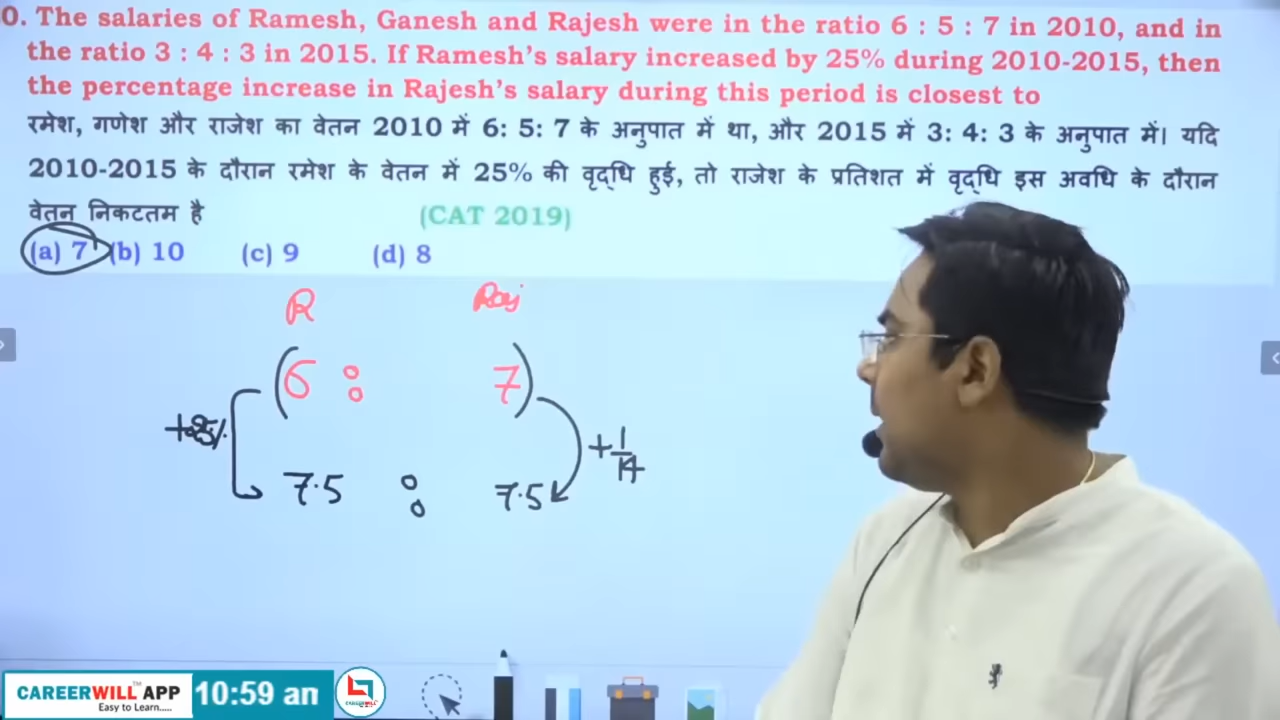 0. The salaries of Ramesh, Ganesh and Rajesh were in the ratio 6 : 5 : 7 in 2010, and in
the ratio 3 : 4 : 3 in 2015. If Ramesh's salary increased by 25% during 2010-2015, then
the percentage increase in Rajesh's salary during this period is closest to
रमेश, गणेश और राजेश का वेतन 2010 में 6: 5: 7 के अनुपात में था, और 2015 में 3: 4: 3 के अनुपात में। यदि
2010-2015 के दौरान रमेश के वेतन में 25% की वृद्धि हुई, तो राजेश के प्रतिशत में वृद्धि इस अवधि के दौरान
वेतन निकटतम है (CAT 2019)
(a) 7 (b) 10 (c) 9 (d) 8
R Raj
(6 : 7)
+25%
+1/14
7.5 : 7.5
CAREERWILL™ APP
Easy to Learn.....
10:59 an
CAREERWILL